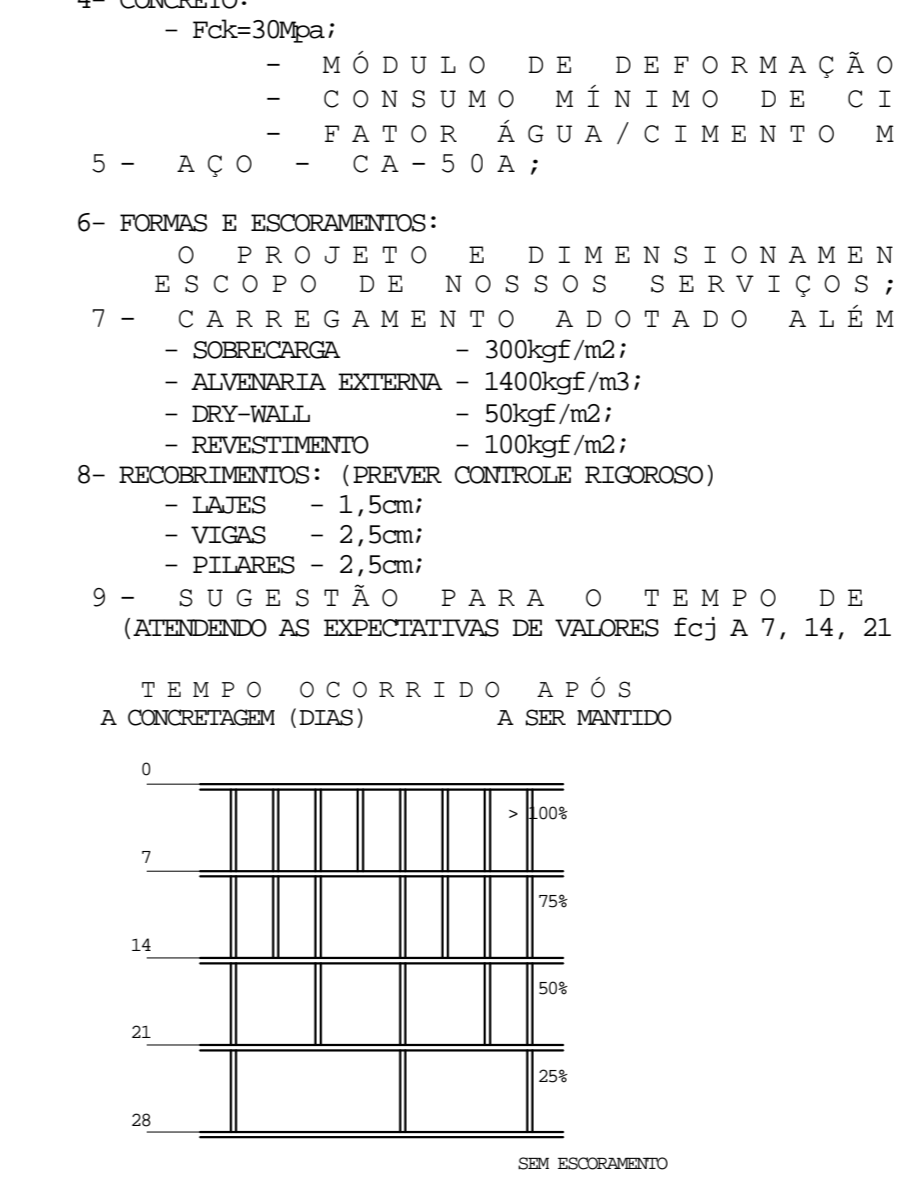 4- CONCRETO:
- Fck=30Mpa;
- MÓDULO DE DEFORMAÇÃO
- CONSUMO MÍNIMO DE CI
- FATOR ÁGUA/CIMENTO M
5- AÇO - CA-50A;
6- FORMAS E ESCORAMENTOS:
O PROJETO E DIMENSIONAMEN
ESCOPO DE NOSSOS SERVIÇOS;
7- CARREGAMENTO ADOTADO ALÉM
- SOBRECARGA - 300kgf/m2;
- ALVENARIA EXTERNA - 1400kgf/m3;
- DRY-WALL - 50kgf/m2;
- REVESTIMENTO - 100kgf/m2;
8- RECOBRIMENTOS: (PREVER CONTROLE RIGOROSO)
- LAJES - 1,5cm;
- VIGAS - 2,5cm;
- PILARES - 2,5cm;
9- SUGESTÃO PARA O TEMPO DE
(ATENDENDO AS EXPECTATIVAS DE VALORES fcj A 7, 14, 21
TEMPO OCORRIDO APÓS
A CONCRETAGEM (DIAS) A SER MANTIDO
0
> 100%
7
75%
14
50%
21
25%
28
SEM ESCORAMENTO